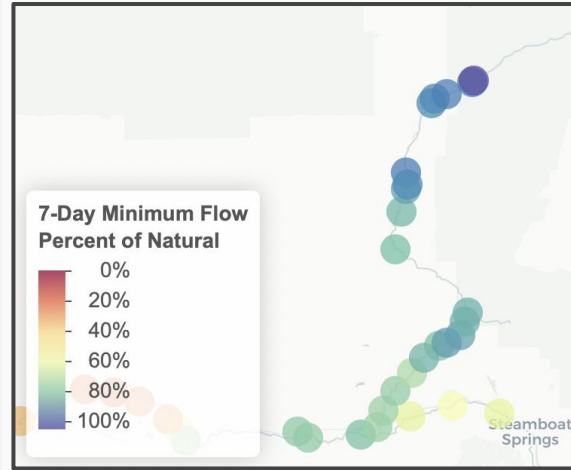 7-Day Minimum Flow
Percent of Natural
0%
20%
40%
60%
80%
100%
Steamboat
Springs